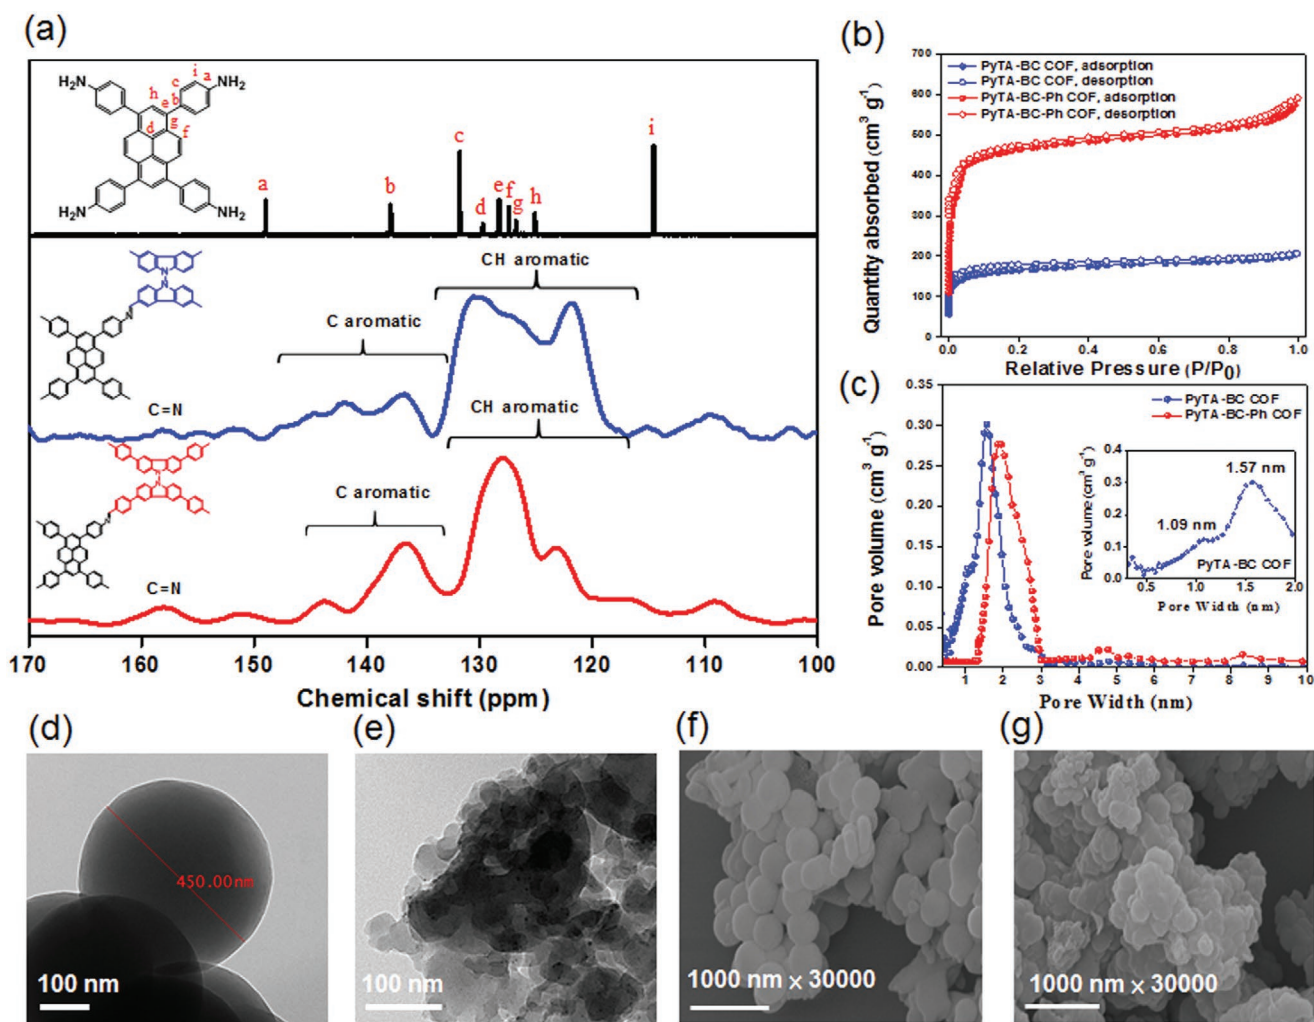 (a)
H₂N
NH₂
i
c
a
h
b
e
g
d
f
H₂N
NH₂
a
b
c
d
e
f
g
h
i
CH aromatic
C aromatic
N
N
N
C=N
CH aromatic
C aromatic
N
N
N
C=N
170
160
150
140
130
120
110
100
Chemical shift (ppm)
(b)
Quantity absorbed (cm³ g⁻¹)
700
600
500
400
300
200
100
0
PyTA-BC COF, adsorption
PyTA-BC COF, desorption
PyTA-BC-Ph COF, adsorption
PyTA-BC-Ph COF, desorption
0.0
0.2
0.4
0.6
0.8
1.0
Relative Pressure (P/P₀)
(c)
Pore volume (cm³ g⁻¹)
0.35
0.30
0.25
0.20
0.15
0.10
0.05
0.00
PyTA-BC COF
PyTA-BC-Ph COF
Pore volume (cm³ g⁻¹)
0.4
0.3
0.2
0.1
0.0
1.57 nm
1.09 nm
PyTA-BC COF
0.5
1.0
1.5
2.0
Pore Width (nm)
1
2
3
4
5
6
7
8
9
10
Pore Width (nm)
(d)
450.00nm
100 nm
(e)
100 nm
(f)
1000 nm × 30000
(g)
1000 nm × 30000